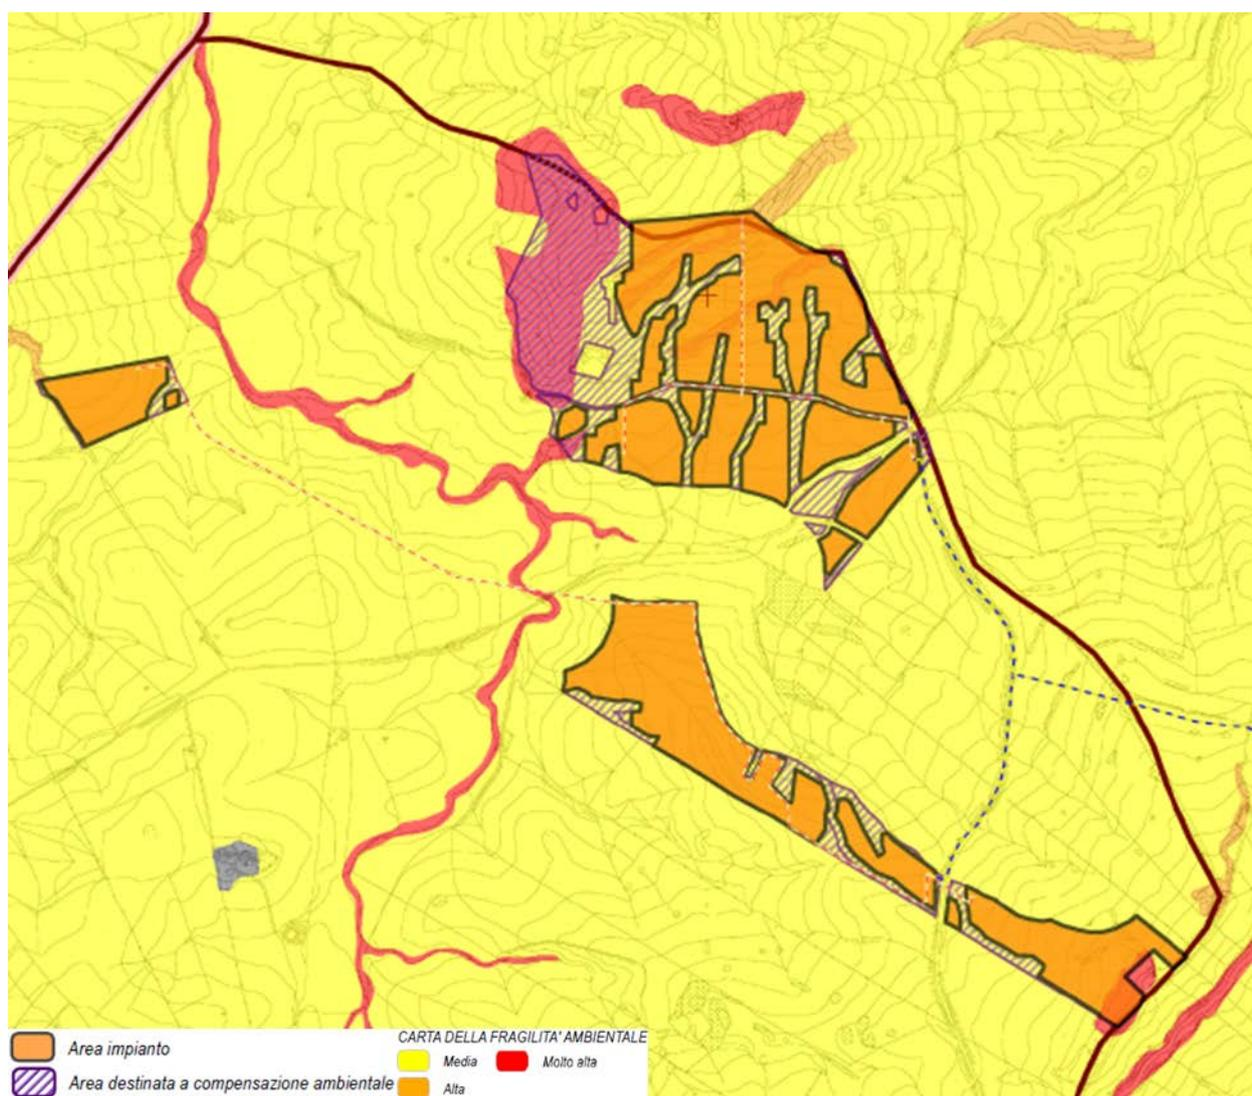 Area impianto
Area destinata a compensazione ambientale
CARTA DELLA FRAGILITA' AMBIENTALE
Media
Molto alta
Alta